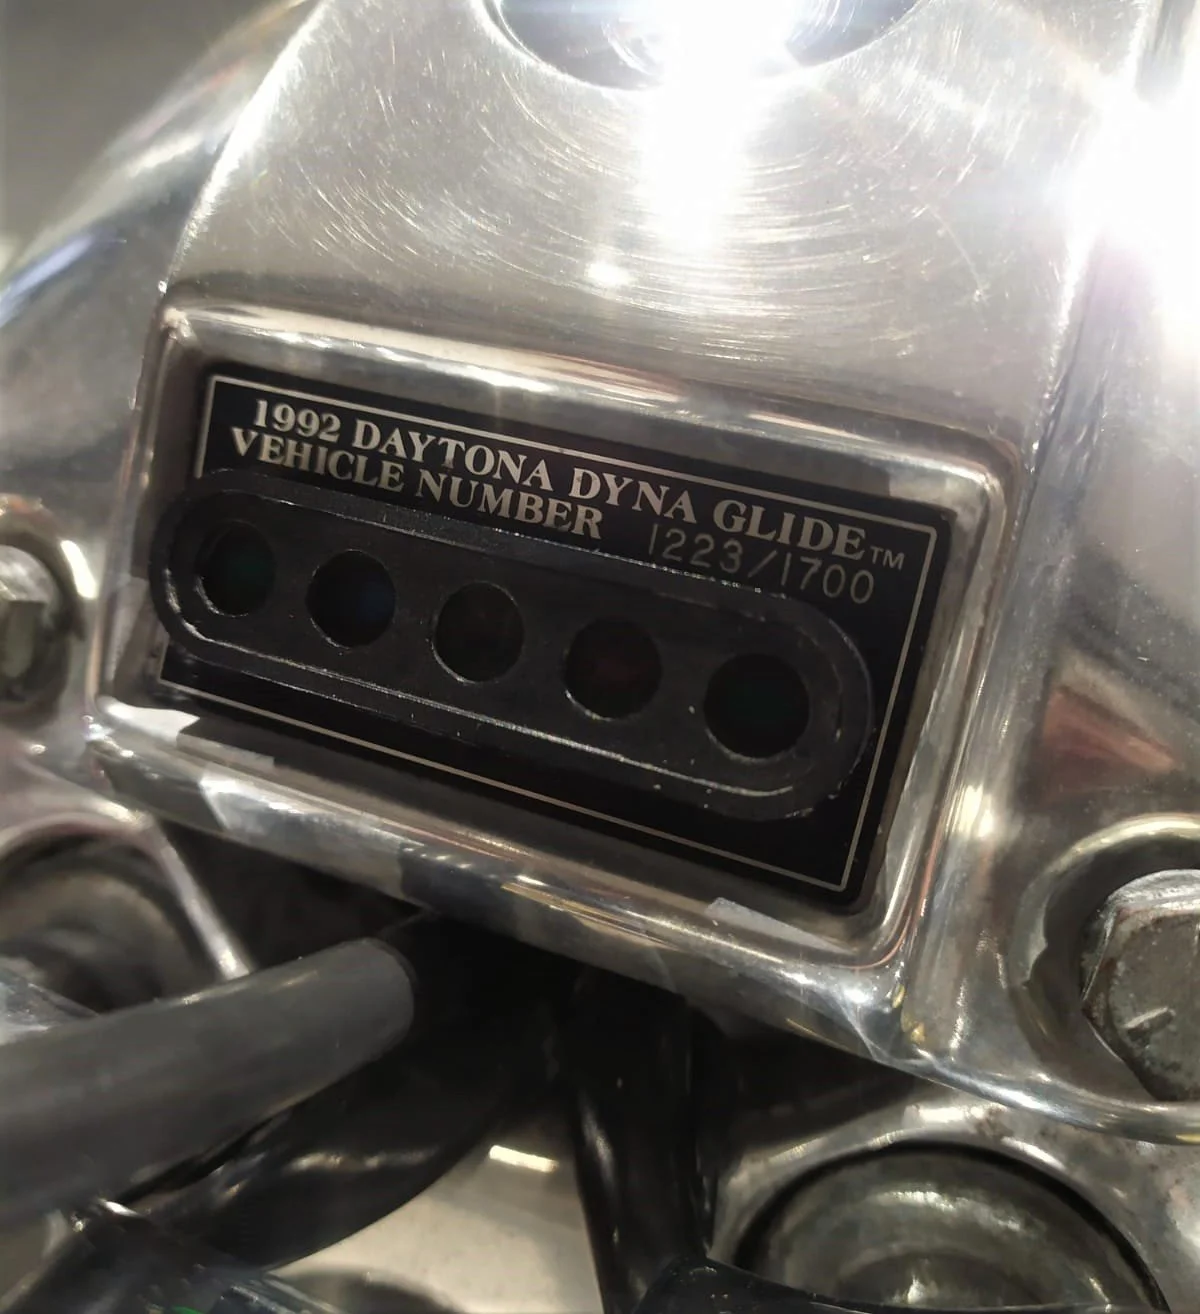 1992 DAYTONA DYNA GLIDE™
VEHICLE NUMBER 1223/1700